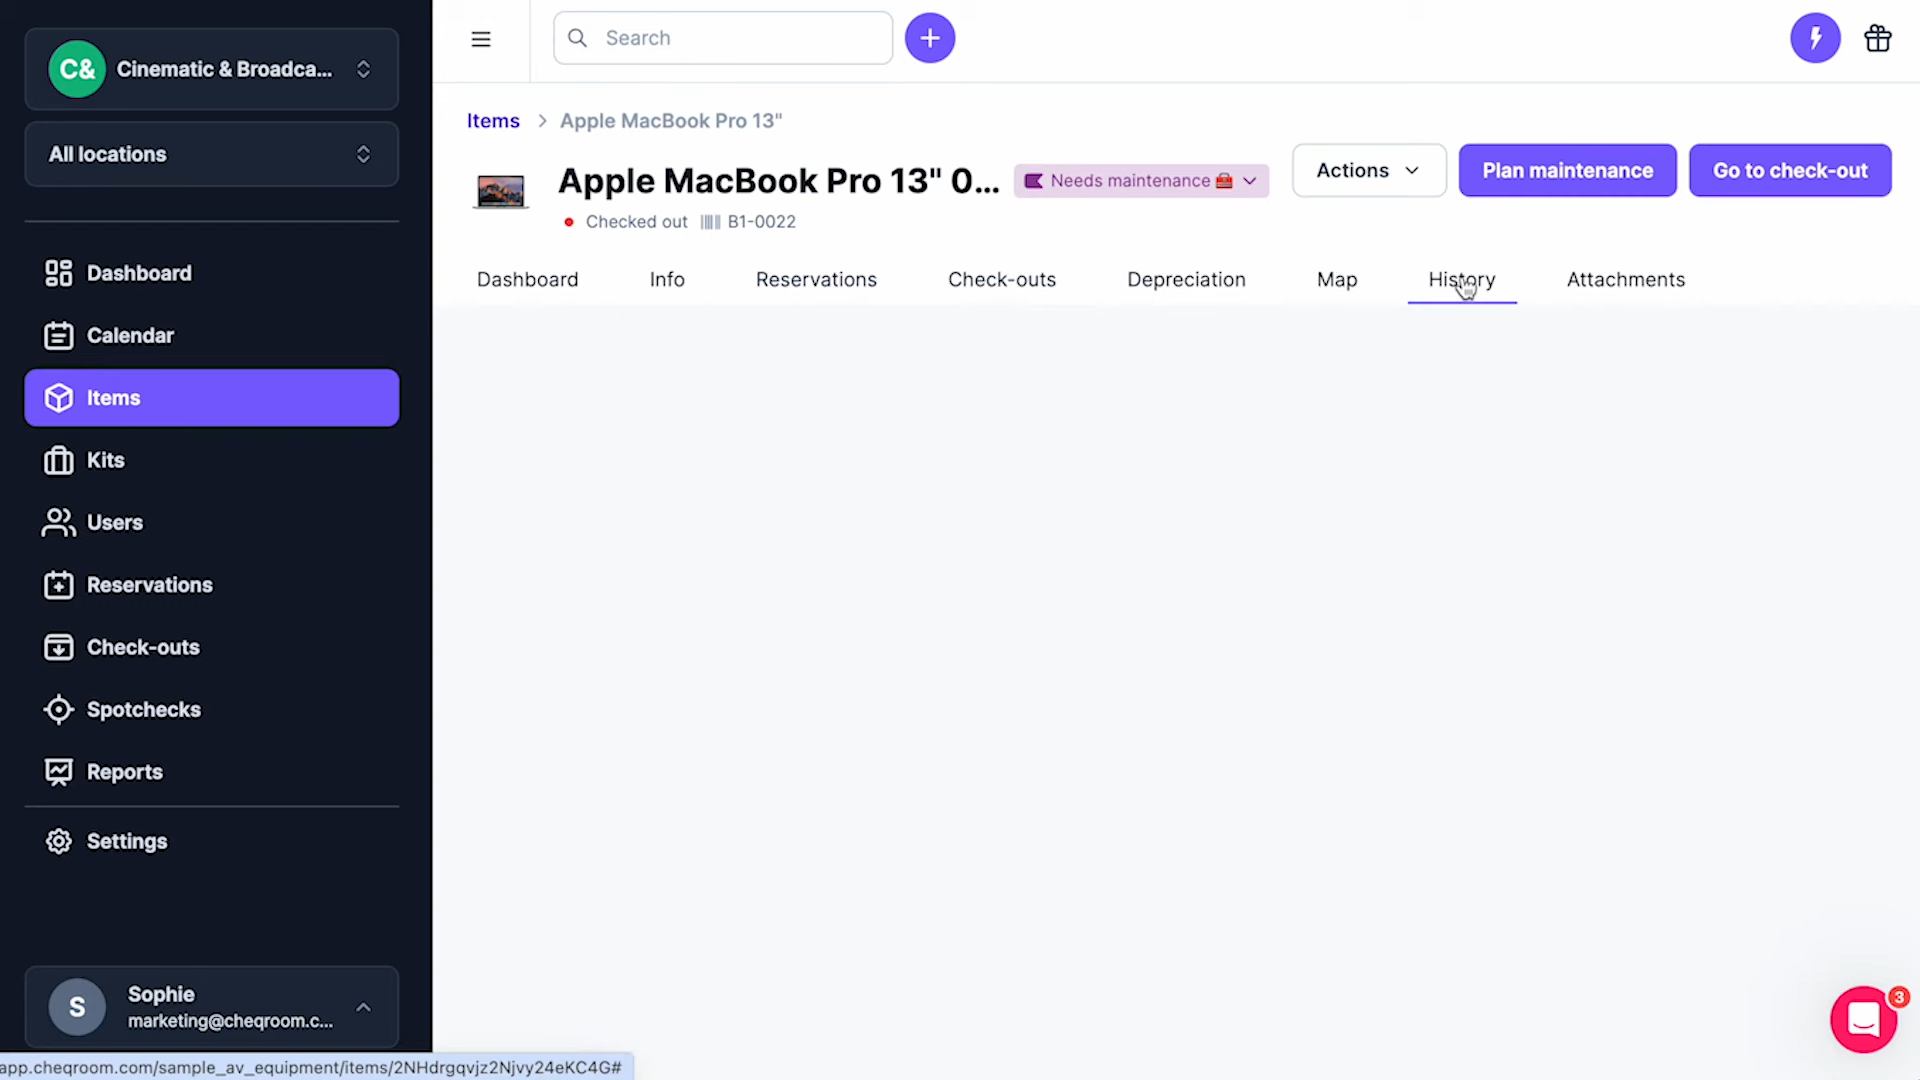 C& Cinematic & Broadca...
All locations
Dashboard
Calendar
Items
Kits
Users
Reservations
Check-outs
Spotchecks
Reports
Settings
S
Sophie
marketing@cheqroom.c...
Search
Items > Apple MacBook Pro 13"
Apple MacBook Pro 13" 0...
Needs maintenance
Actions
Plan maintenance
Go to check-out
Checked out B1-0022
Dashboard Info Reservations Check-outs Depreciation Map History Attachments
3
app.cheqroom.com/sample_av_equipment/items/2NHdrgqvjz2Njvy24eKC4G#